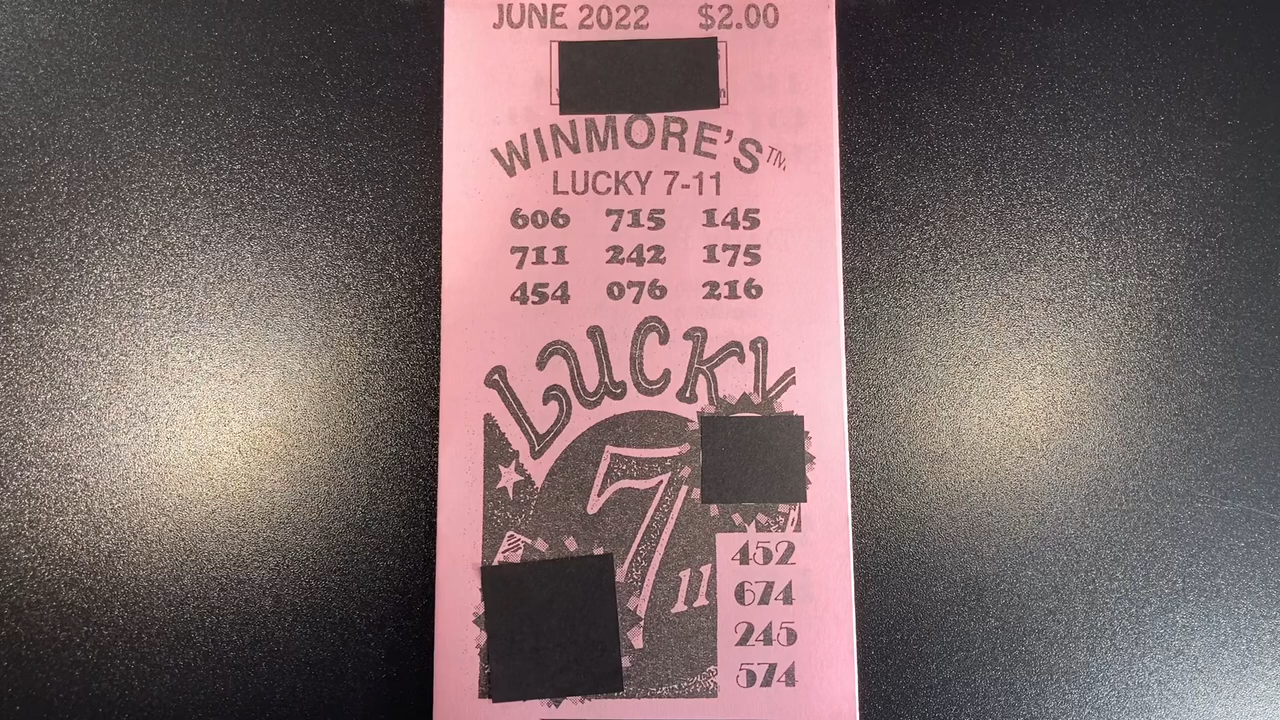 JUNE 2022 $2.00
WINMORE'S™
LUCKY 7-11
606 715 145
711 242 175
454 076 216
LUCKY
7
11
452
674
245
574